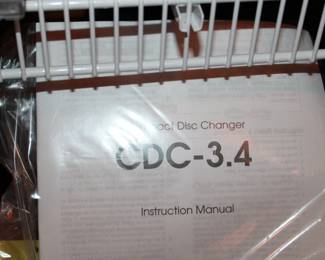 Disc Changer
CDC-3.4
Instruction Manual